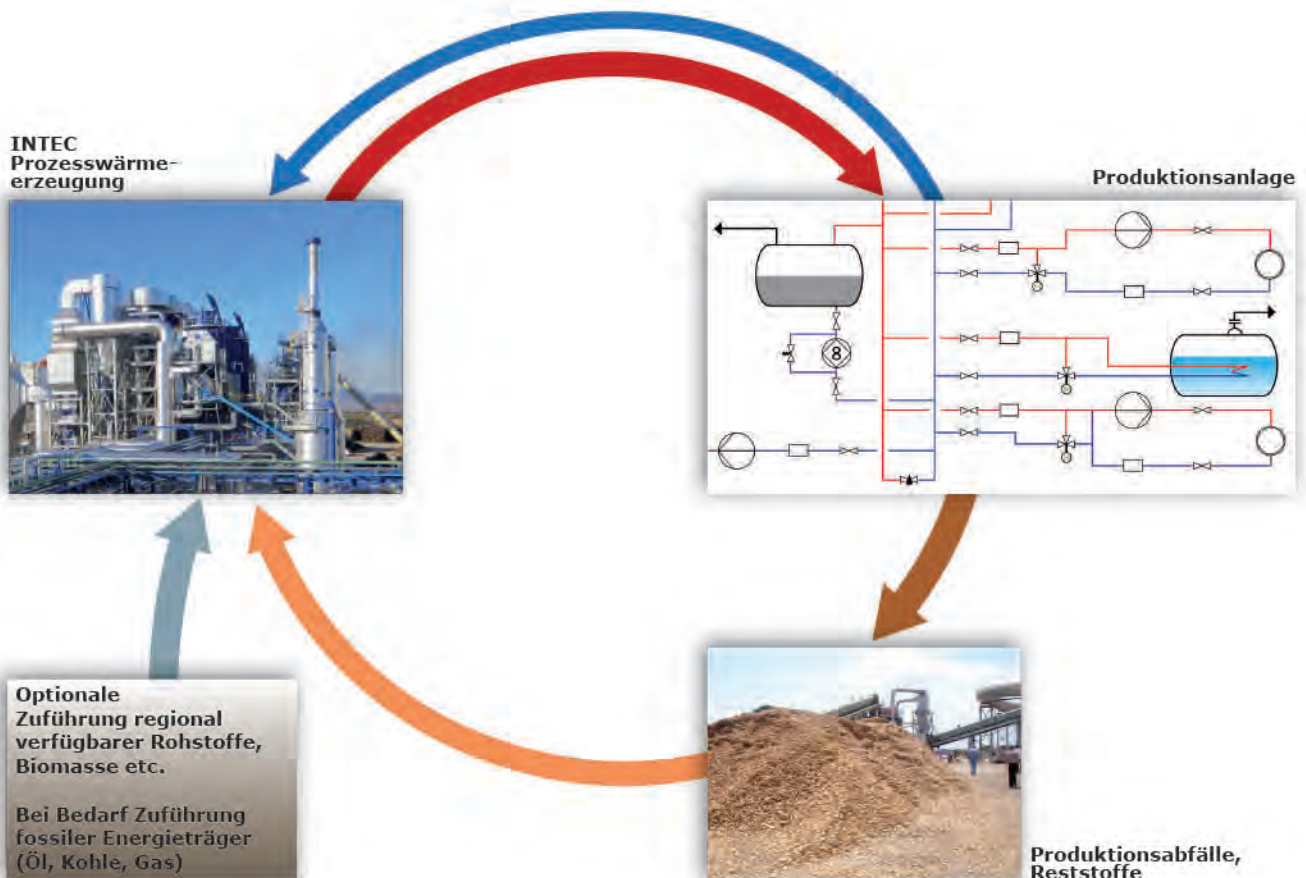 INTEC
Prozesswärme-
erzeugung
Produktionsanlage
8
Optionale
Zuführung regional
verfügbarer Rohstoffe,
Biomasse etc.
Bei Bedarf Zuführung
fossiler Energieträger
(Öl, Kohle, Gas)
Produktionsabfälle,
Reststoffe